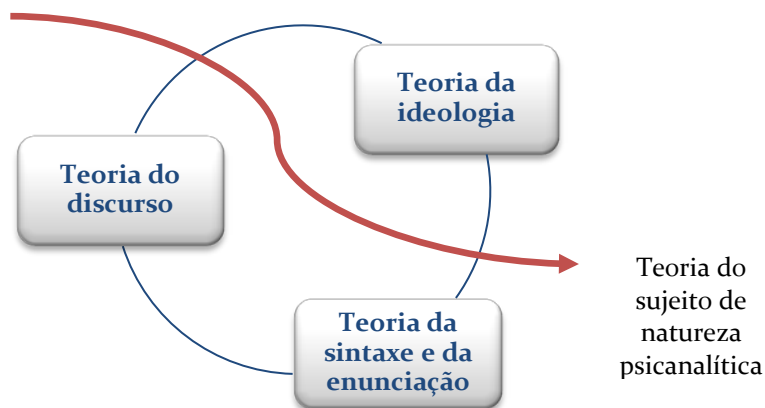 Teoria da
ideologia
Teoria do
discurso
Teoria da
sintaxe e da
enunciação
Teoria do
sujeito de
natureza
psicanalítica